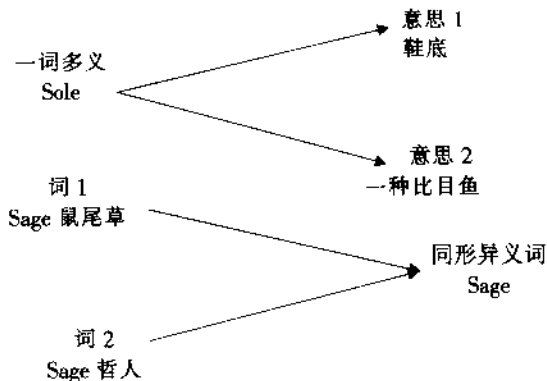 意思 1
鞋底
一词多义
Sole
意思 2
一种比目鱼
词 1
Sage 鼠尾草
同形异义词
Sage
词 2
Sage 哲人